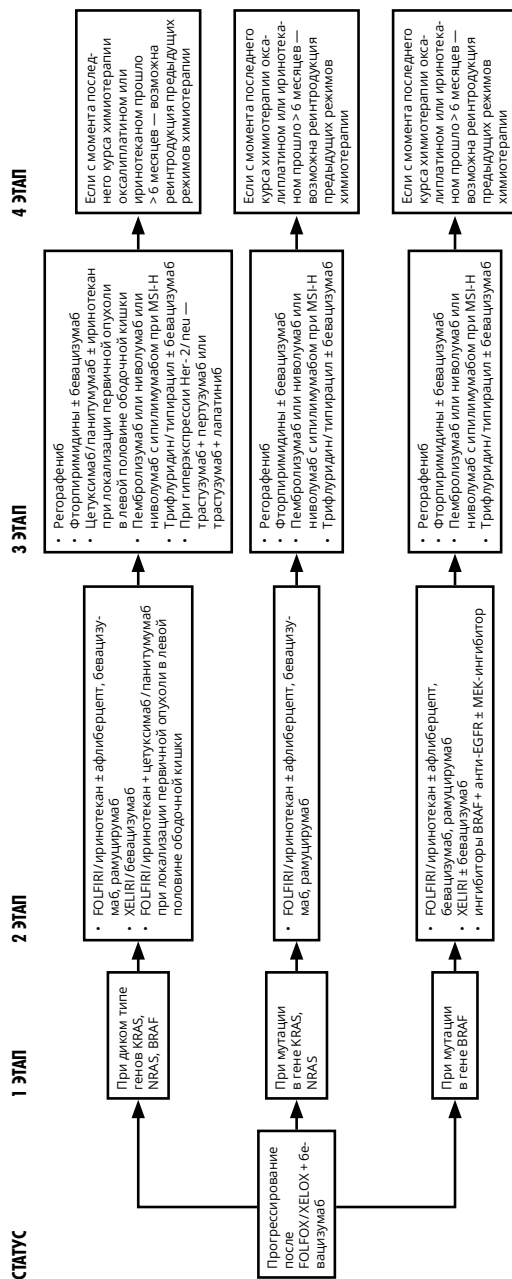 СТАТУС
1 ЭТАП
2 ЭТАП
3 ЭТАП
4 ЭТАП
Прогрессирование
после
FOLFOX/XELOX + бе-
вацизумаб
При диком типе
генов KRAS,
NRAS, BRAF
• FOLFIRI/иринотекан ± афлиберцепт, бевацизу-
маб, рамуцирумаб
• XELIRI/бевацизумаб
• FOLFIRI/иринотекан + цетуксимаб/панитумумаб
при локализации первичной опухоли в левой
половине ободочной кишки
• Регорафениб
• Фторпиримидины ± бевацизумаб
• Цетуксимаб/панитумумаб ± иринотекан
при локализации первичной опухоли
в левой половине ободочной кишки
• Пембролизумаб или ниволумаб или
ниволумаб с ипилимумабом при MSI-H
• Трифлуридин/типирацил ± бевацизумаб
• При гиперэкспрессии Her- 2/neu —
трастузумаб + пертузумаб или
трастузумаб + лапатиниб
Если с момента послед-
него курса химиотерапии
оксалиплатином или
иринотеканом прошло
> 6 месяцев — возможна
реинтродукция предыдущих
режимов химиотерапии
При мутации
в гене KRAS,
NRAS
• FOLFIRI/иринотекан ± афлиберцепт, бевацизу-
маб, рамуцирумаб
• Регорафениб
• Фторпиримидины ± бевацизумаб
• Пембролизумаб или ниволумаб или
ниволумаб с ипилимумабом при MSI-H
• Трифлуридин/типирацил ± бевацизумаб
Если с момента последнего
курса химиотерапии окса-
липлатином или иринотека-
ном прошло > 6 месяцев —
возможна реинтродукция
предыдущих режимов
химиотерапии
При мутации
в гене BRAF
• FOLFIRI/иринотекан ± афлиберцепт,
бевацизумаб, рамуцирумаб
• XELIRI ± бевацизумаб
• ингибиторы BRAF + анти-EGFR ± МЕК-ингибитор
• Регорафениб
• Фторпиримидины ± бевацизумаб
• Пембролизумаб или ниволумаб или
ниволумаб с ипилимумабом при MSI-H
• Трифлуридин/типирацил ± бевацизумаб
Если с момента последнего
курса химиотерапии окса-
липлатином или иринотека-
ном прошло > 6 месяцев —
возможна реинтродукция
предыдущих режимов
химиотерапии